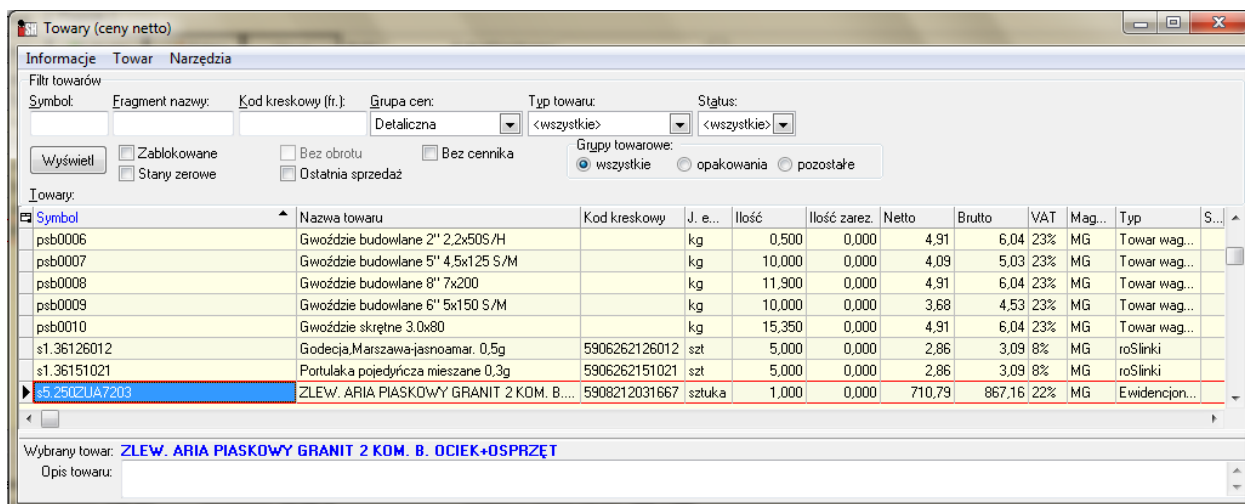 Towary (ceny netto)
Informacje Towar Narzędzia
Filtr towarów
Symbol: Fragment nazwy: Kod kreskowy (fr.): Grupa cen: Typ towaru: Status:
Detaliczna <wszystkie> <wszystkie>
Wyświetl Zablokowane Bez obrotu Bez cennika Grupy towarowe:
Stany zerowe Ostatnia sprzedaż wszystkie opakowania pozostałe
Towary:
Symbol Nazwa towaru Kod kreskowy J. e... Ilość Ilość zarez. Netto Brutto VAT Mag... Typ S...
psb0006 Gwoździe budowlane 2'' 2,2x50S/H kg 0,500 0,000 4,91 6,04 23% MG Towar wag...
psb0007 Gwoździe budowlane 5'' 4,5x125 S/M kg 10,000 0,000 4,09 5,03 23% MG Towar wag...
psb0008 Gwoździe budowlane 8'' 7x200 kg 11,900 0,000 4,91 6,04 23% MG Towar wag...
psb0009 Gwoździe budowlane 6'' 5x150 S/M kg 10,000 0,000 3,68 4,53 23% MG Towar wag...
psb0010 Gwoździe skrętne 3.0x80 kg 15,350 0,000 4,91 6,04 23% MG Towar wag...
s1.36126012 Godecja,Marszawa-jasnoamar. 0,5g 5906262126012 szt 5,000 0,000 2,86 3,09 8% MG roSlinki
s1.36151021 Portulaka pojedyńcza mieszane 0,3g 5906262151021 szt 5,000 0,000 2,86 3,09 8% MG roSlinki
s5.250ZUA7203 ZLEW. ARIA PIASKOWY GRANIT 2 KOM. B.... 5908212031667 sztuka 1,000 0,000 710,79 867,16 22% MG Ewidencjon...
Wybrany towar: ZLEW. ARIA PIASKOWY GRANIT 2 KOM. B. OCIEK+OSPRZĘT
Opis towaru: